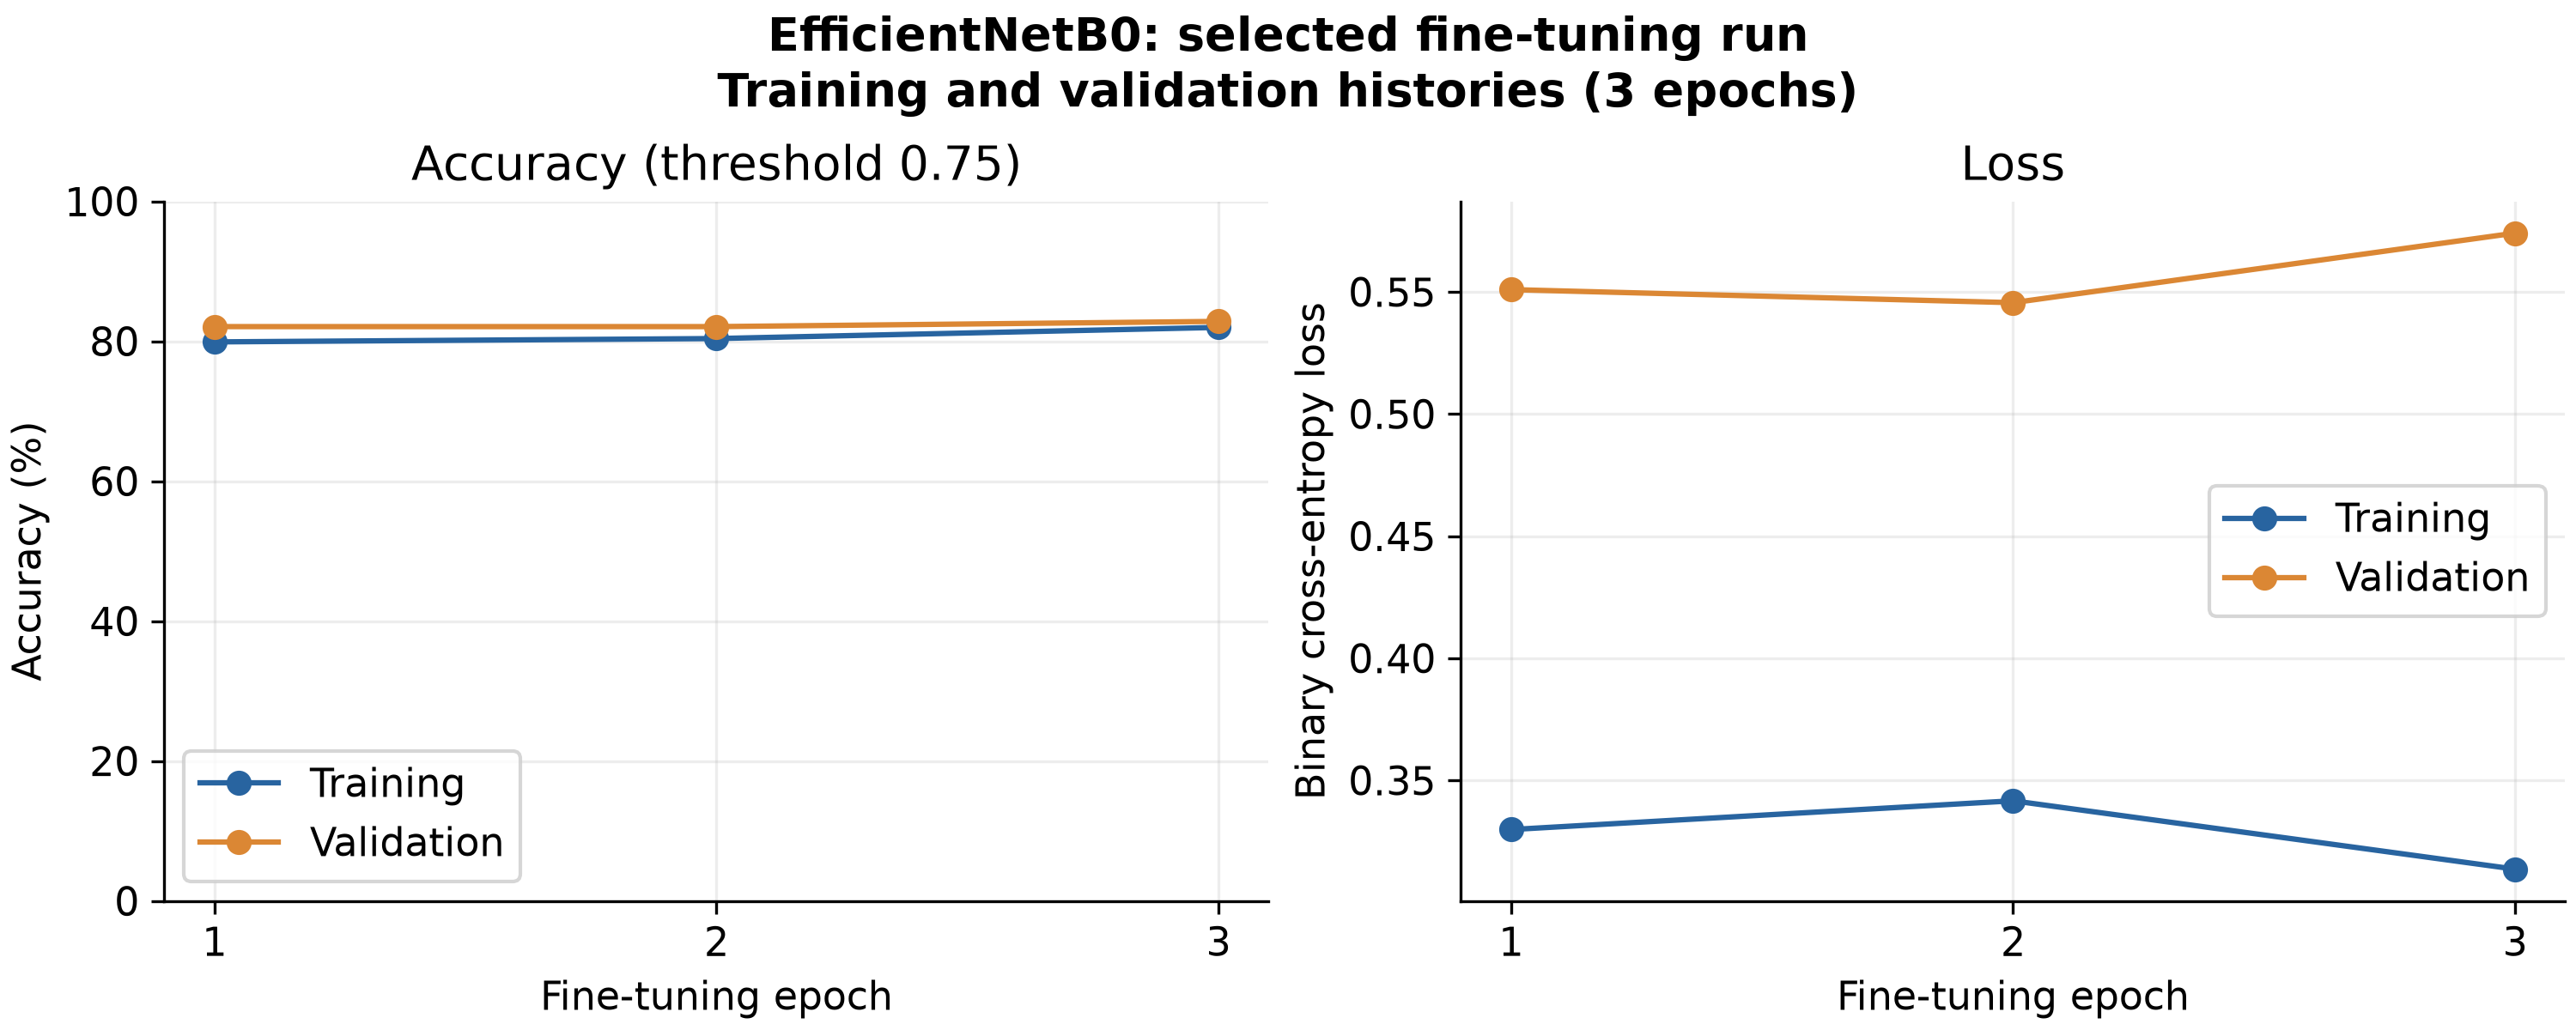 EfficientNetB0: selected fine-tuning run
Training and validation histories (3 epochs)
Accuracy (threshold 0.75)
100
80
60
40
20
0
Accuracy (%)
Training
Validation
1 2 3
Fine-tuning epoch
Loss
0.55
0.50
0.45
0.40
0.35
Binary cross-entropy loss
Training
Validation
1 2 3
Fine-tuning epoch